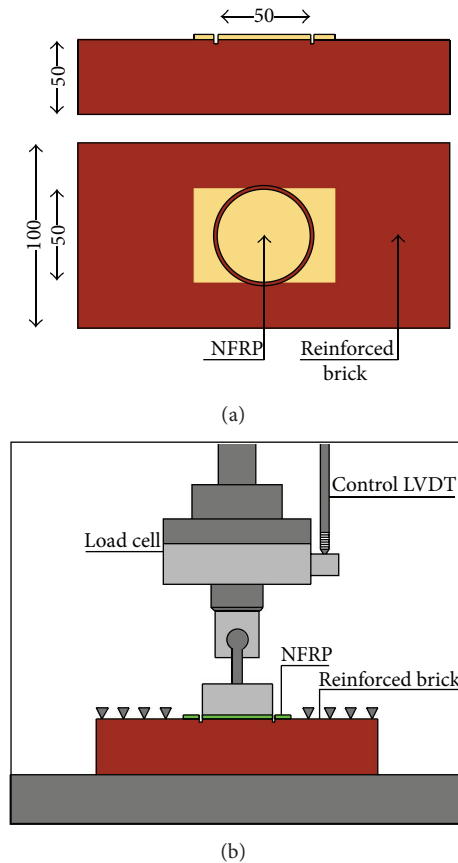 50
50
100
50
NFRP
Reinforced
brick
(a)
Control LVDT
Load cell
NFRP
Reinforced brick
(b)